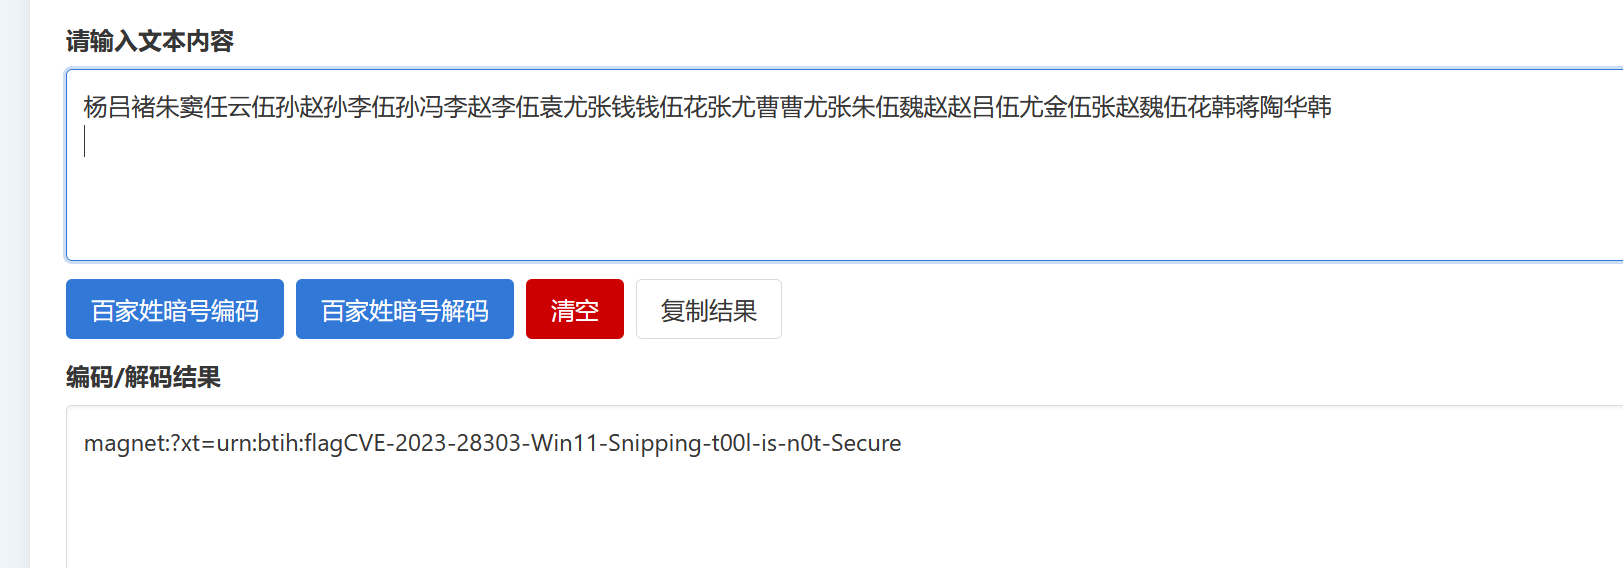 请输入文本内容
杨吕褚朱窦任云伍孙赵孙李伍孙冯李赵李伍袁尤张钱钱伍花张尤曹曹尤张朱伍魏赵赵吕伍尤金伍张赵魏伍花韩蒋陶华韩
百家姓暗号编码 百家姓暗号解码 清空 复制结果
编码/解码结果
magnet:?xt=urn:btih:flagCVE-2023-28303-Win11-Snipping-t00l-is-n0t-Secure